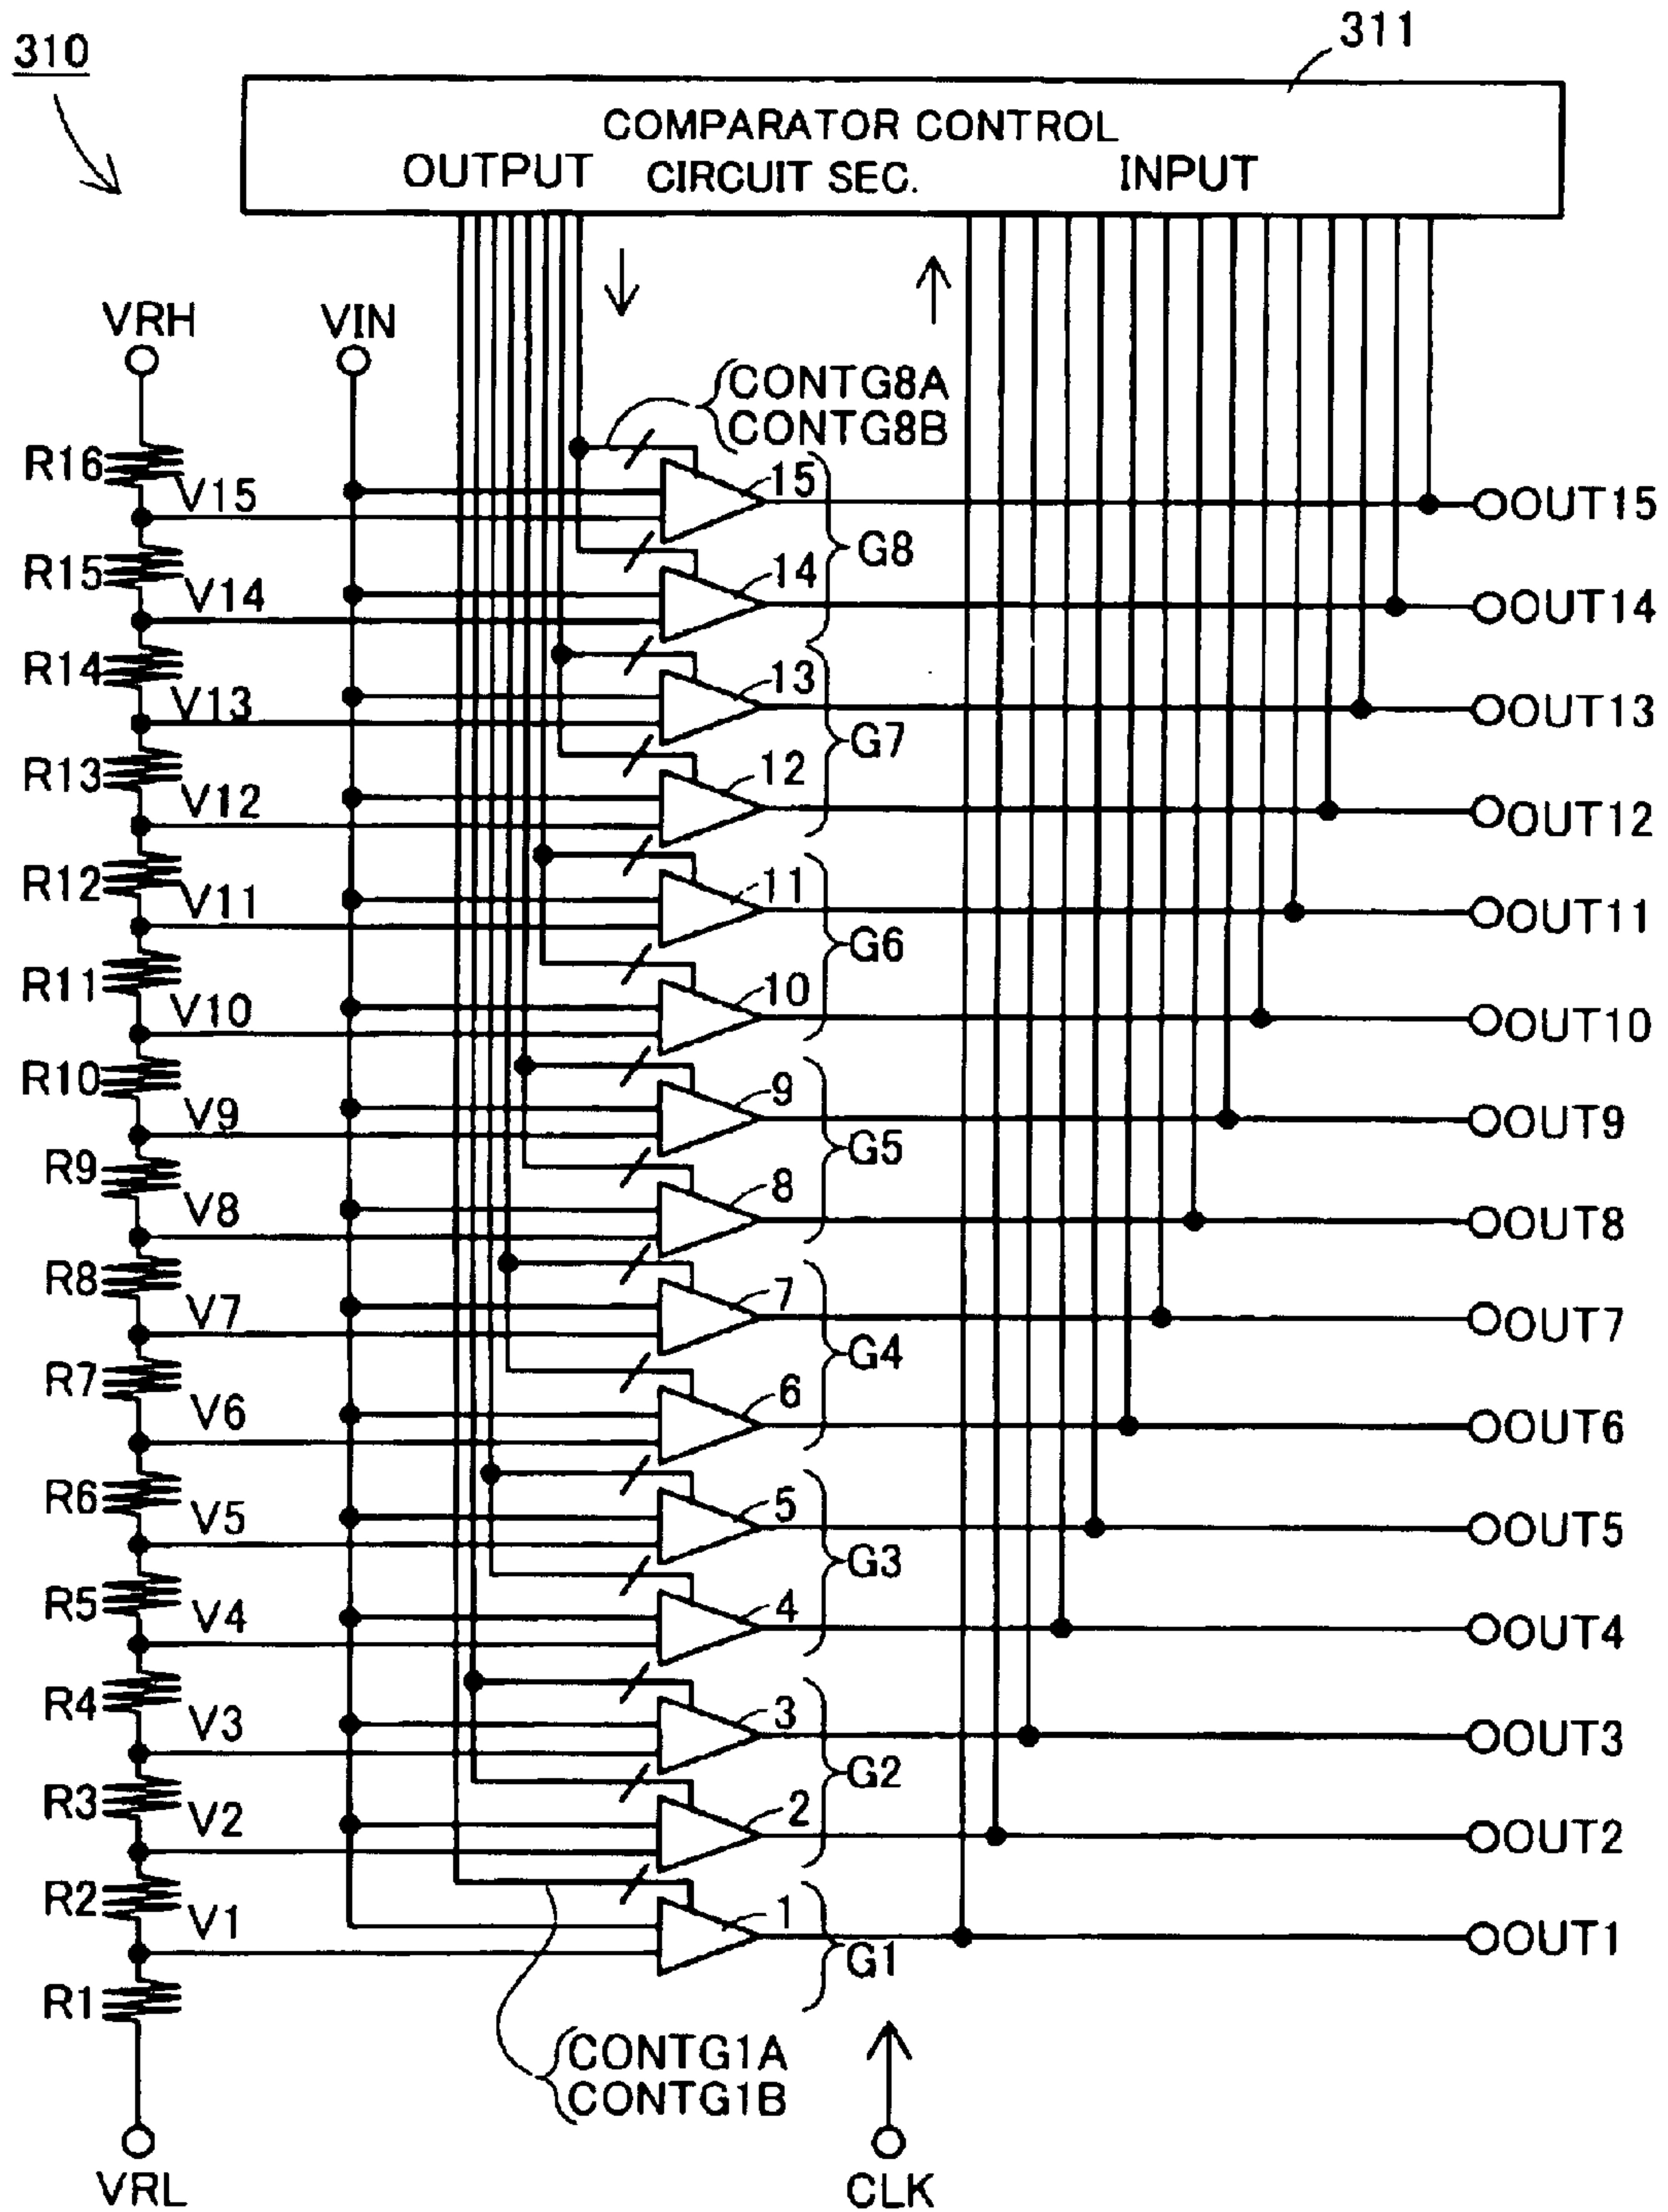 310
311
COMPARATOR CONTROL
OUTPUT CIRCUIT SEC. INPUT
VRH VIN
CONTG8A
CONTG8B
R16
V15 15 OUT15
G8
R15
V14 14 OUT14
R14
V13 13 OUT13
G7
R13
V12 12 OUT12
R12
V11 11 OUT11
G6
R11
V10 10 OUT10
R10
V9 9 OUT9
G5
R9
V8 8 OUT8
R8
V7 7 OUT7
G4
R7
V6 6 OUT6
R6
V5 5 OUT5
G3
R5
V4 4 OUT4
R4
V3 3 OUT3
G2
R3
V2 2 OUT2
R2
V1 1 OUT1
G1
R1
CONTG1A
CONTG1B
VRL CLK